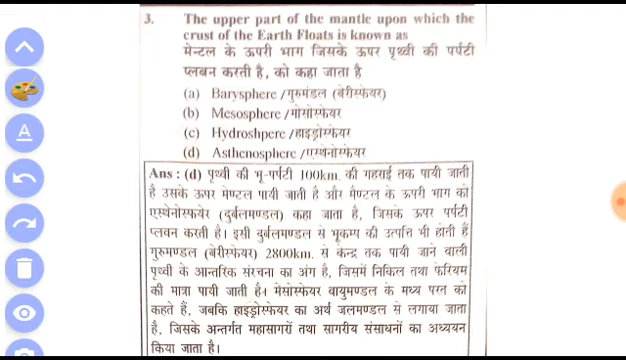 3. The upper part of the mantle upon which the
crust of the Earth Floats is known as
मेन्टल के ऊपरी भाग जिसके ऊपर पृथ्वी की पर्पटी
प्लबन करती है, को कहा जाता है
(a) Barysphere /गुरुमंडल (बेरीस्फेयर)
(b) Mesosphere /मोसोस्फेयर
(c) Hydroshpere /हाइड्रोस्फेयर
(d) Asthenosphere /एस्थेनोस्फेयर
Ans : (d) पृथ्वी की भू-पर्पटी 100km. की गहराई तक पायी जाती
है उसके ऊपर मेण्टल पायी जाती है और मैण्टल के ऊपरी भाग को
एस्थेनोस्फेयर (दुर्बलमण्डल) कहा जाता है, जिसके ऊपर पर्पटी
प्लवन करती है। इसी दुर्बलमण्डल से भूकम्प की उत्पत्ति भी होती हैं
गुरुमण्डल (बेरीस्फेयर) 2800km. से केन्द्र तक पायी जाने वाली
पृथ्वी के आन्तरिक संरचना का अंग है, जिसमें निकिल तथा फेरियम
की मात्रा पायी जाती है। मेसोस्फेयर वायुमण्डल के मध्य परत को
कहते हैं, जबकि हाइड्रोस्फेयर का अर्थ जलमण्डल से लगाया जाता
है, जिसके अन्तर्गत महासागरों तथा सागरीय संसाधनों का अध्ययन
किया जाता है।
A